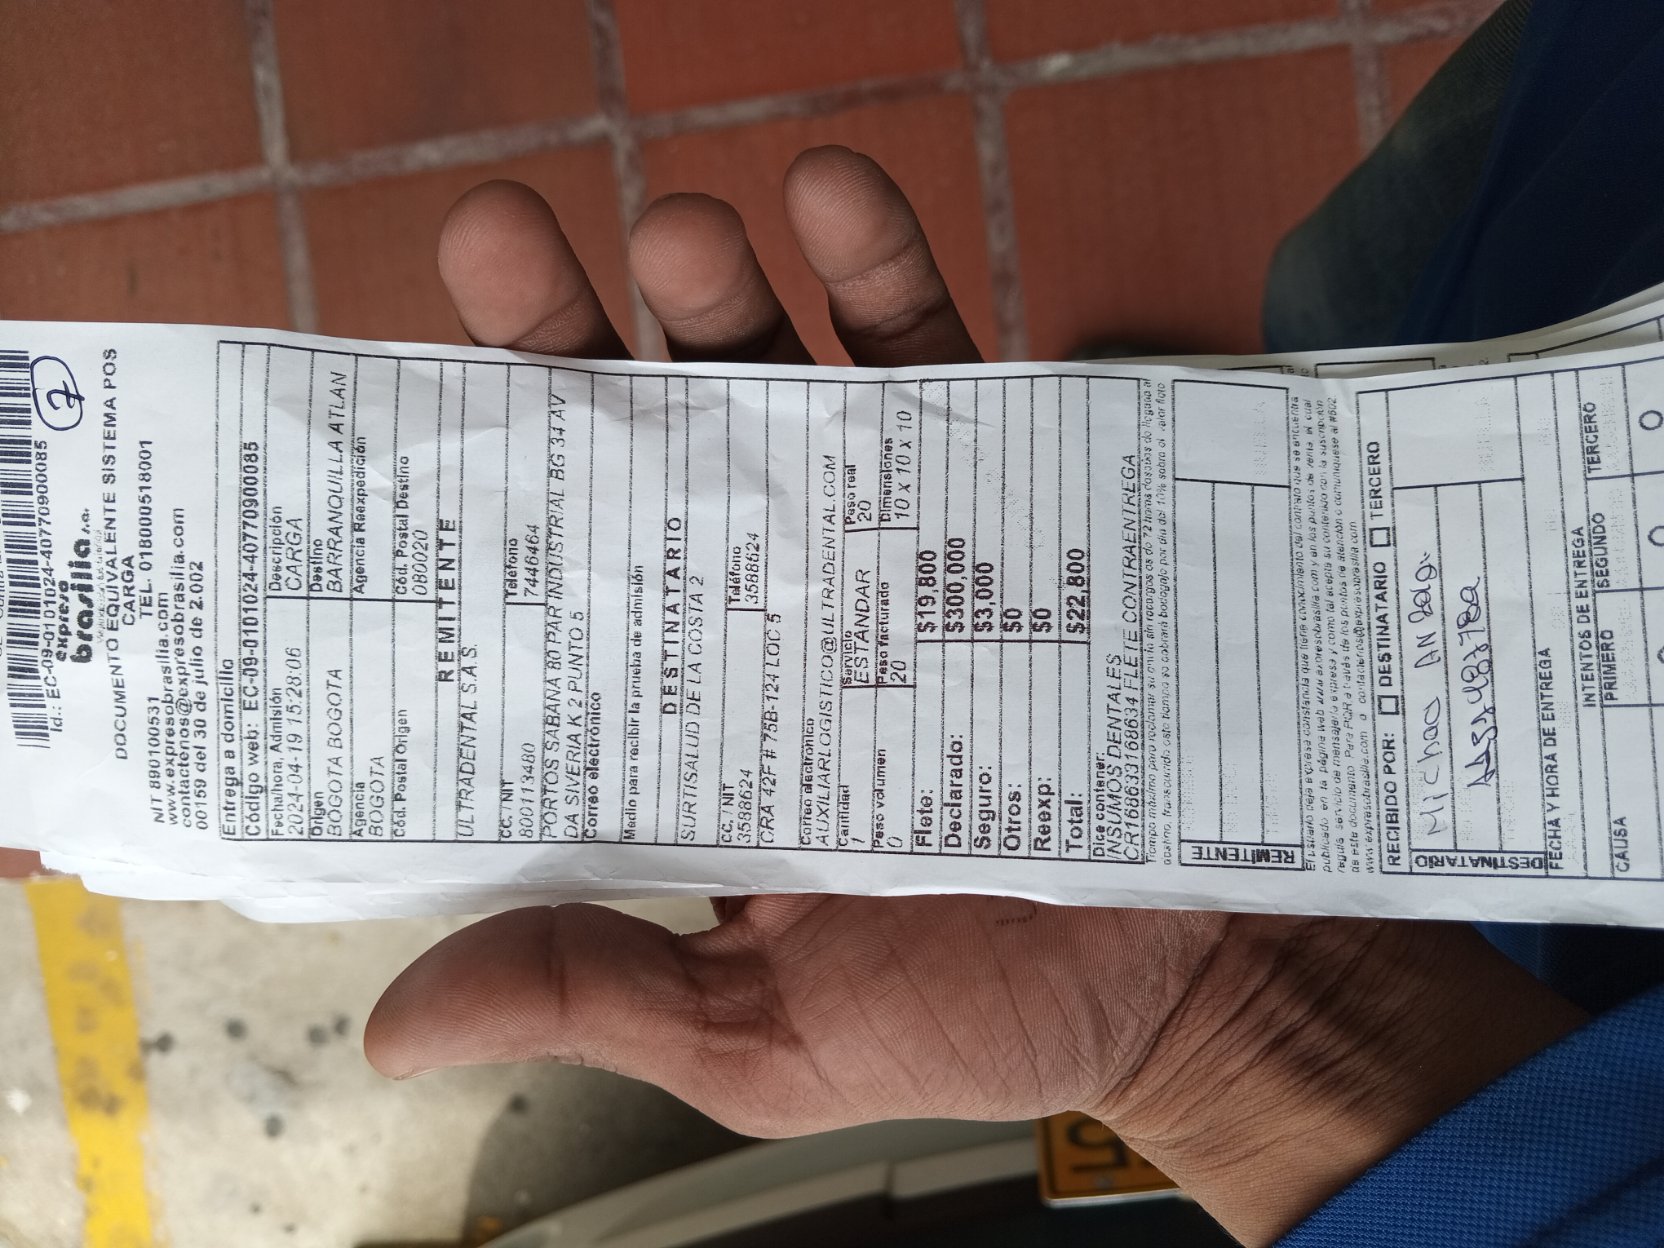 Id.: EC-09-0101024-4077090085
7
expreso
brasilia s.a.
DOCUMENTO EQUIVALENTE SISTEMA POS
CARGA
TEL. 018000518001
NIT 890100531
www.expresobrasilia.com
contactenos@expresobrasilia.com
00159 del 30 de julio de 2.002
Entrega a domicilio
Código web: EC-09-0101024-4077090085
Fecha/hora, Admisión Descripción
2024-04-19 15:28:06 CARGA
Origen Destino
BOGOTA BOGOTA BARRANQUILLA ATLAN
Agencia Agencia Reexpedición
BOGOTA
Cód. Postal Origen Cód. Postal Destino
080020
REMITENTE
ULTRADENTAL S.A.S.
CC. / NIT Teléfono
800113480 7446464
PORTOS SABANA 80 PAR INDUSTRIAL BG 34 AV
DA SIVERIA K 2 PUNTO 5
Correo electrónico
Medio para recibir la prueba de admisión
DESTINATARIO
SURTISALUD DE LA COSTA 2
CC. / NIT Teléfono
3588624 3588624
CRA 42F # 75B-124 LOC 5
Correo electrónico
AUXILIARLOGISTICO@ULTRADENTAL.COM
Cantidad Servicio Peso real
1 ESTANDAR 20
Peso volumen Peso facturado Dimensiones
0 20 10 x 10 x 10
Flete: $19,800
Declarado: $300,000
Seguro: $3,000
Otros: $0
Reexp: $0
Total: $22,800
Dice contener:
INSUMOS DENTALES
CR168633168634 FLETE CONTRAENTREGA
REMITENTE
RECIBIDO POR: DESTINATARIO TERCERO
DESTINATARIO
DESTINATARIO
FECHA Y HORA DE ENTREGA
INTENTOS DE ENTREGA
CAUSA PRIMERO SEGUNDO TERCERO